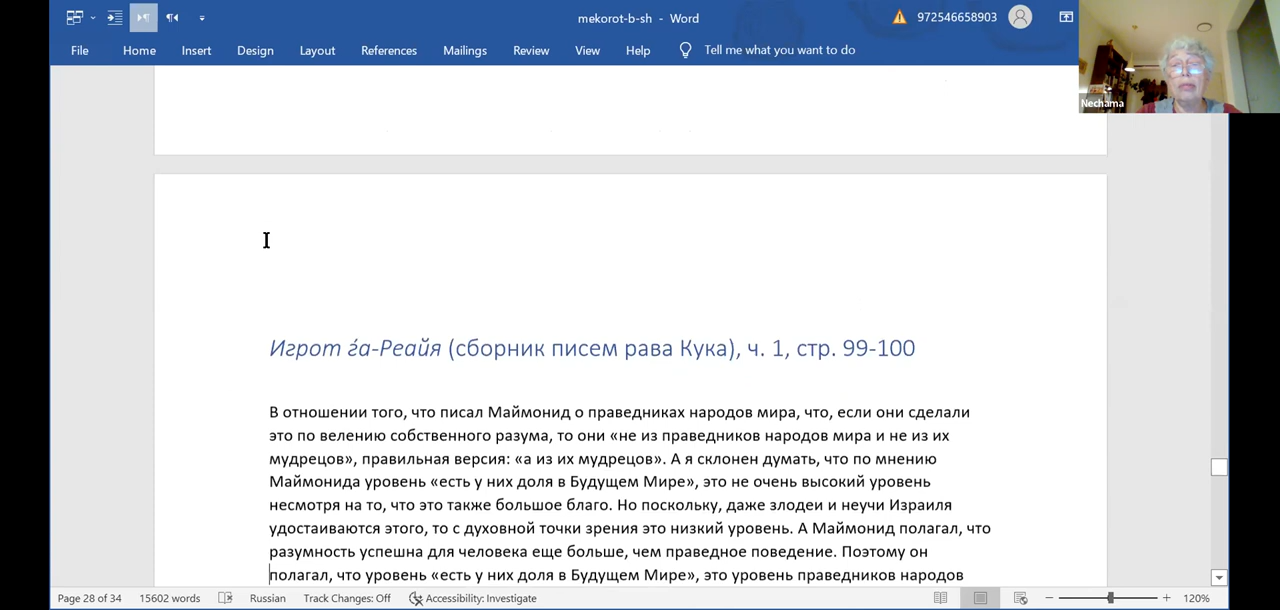 mekorot-b-sh - Word
972546658903
File Home Insert Design Layout References Mailings Review View Help Tell me what you want to do
Nechama
Игрот ѓа-Реайя (сборник писем рава Кука), ч. 1, стр. 99-100
В отношении того, что писал Маймонид о праведниках народов мира, что, если они сделали
это по велению собственного разума, то они «не из праведников народов мира и не из их
мудрецов», правильная версия: «а из их мудрецов». А я склонен думать, что по мнению
Маймонида уровень «есть у них доля в Будущем Мире», это не очень высокий уровень
несмотря на то, что это также большое благо. Но поскольку, даже злодеи и неучи Израиля
удостаиваются этого, то с духовной точки зрения это низкий уровень. А Маймонид полагал, что
разумность успешна для человека еще больше, чем праведное поведение. Поэтому он
полагал, что уровень «есть у них доля в Будущем Мире», это уровень праведников народов
Page 28 of 34 15602 words Russian Track Changes: Off Accessibility: Investigate 120%